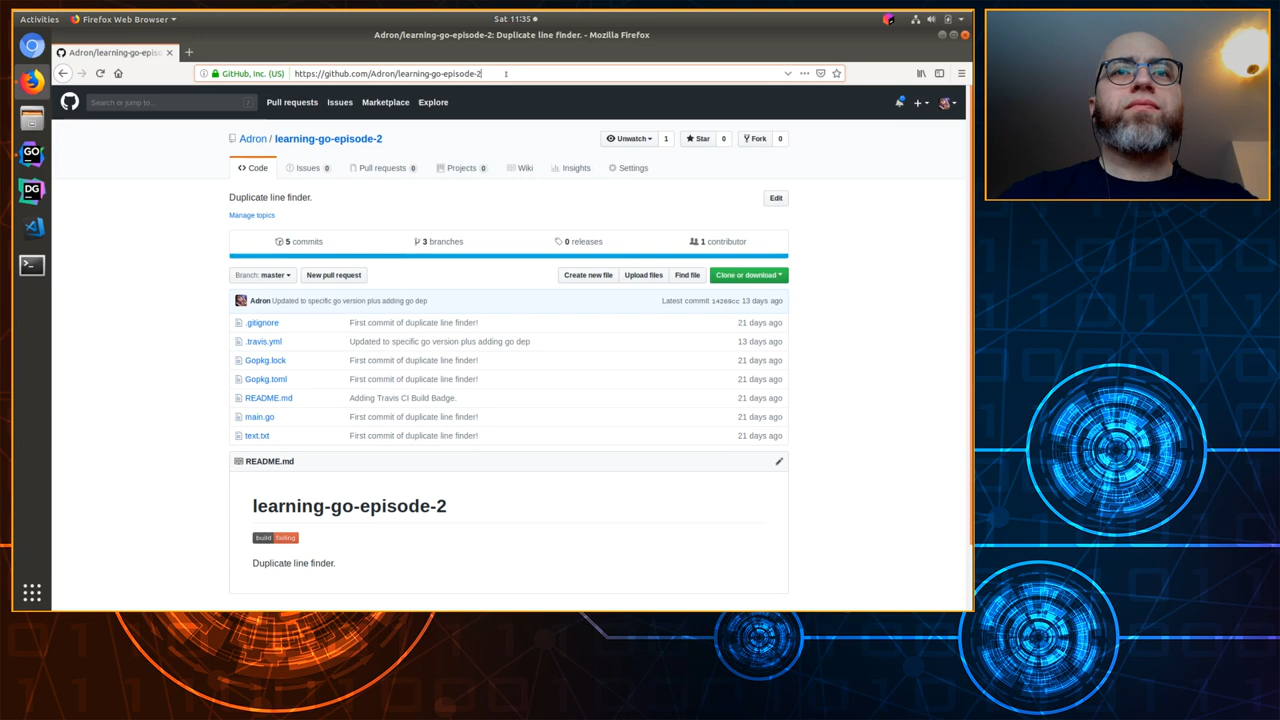 Activities Firefox Web Browser Sat 11:35
Adron/learning-go-episode-2: Duplicate line finder. - Mozilla Firefox
Adron/learning-go-epis
GitHub, Inc. (US) https://github.com/Adron/learning-go-episode-2
Search or jump to... / Pull requests Issues Marketplace Explore
Adron / learning-go-episode-2 Unwatch 1 Star 0 Fork 0
Code Issues 0 Pull requests 0 Projects 0 Wiki Insights Settings
Duplicate line finder. Edit
Manage topics
5 commits 3 branches 0 releases 1 contributor
Branch: master New pull request Create new file Upload files Find file Clone or download
Adron Updated to specific go version plus adding go dep Latest commit 14269cc 13 days ago
.gitignore First commit of duplicate line finder! 21 days ago
.travis.yml Updated to specific go version plus adding go dep 13 days ago
Gopkg.lock First commit of duplicate line finder! 21 days ago
Gopkg.toml First commit of duplicate line finder! 21 days ago
README.md Adding Travis CI Build Badge. 21 days ago
main.go First commit of duplicate line finder! 21 days ago
text.txt First commit of duplicate line finder! 21 days ago
README.md
learning-go-episode-2
build failing
Duplicate line finder.
GO
DG